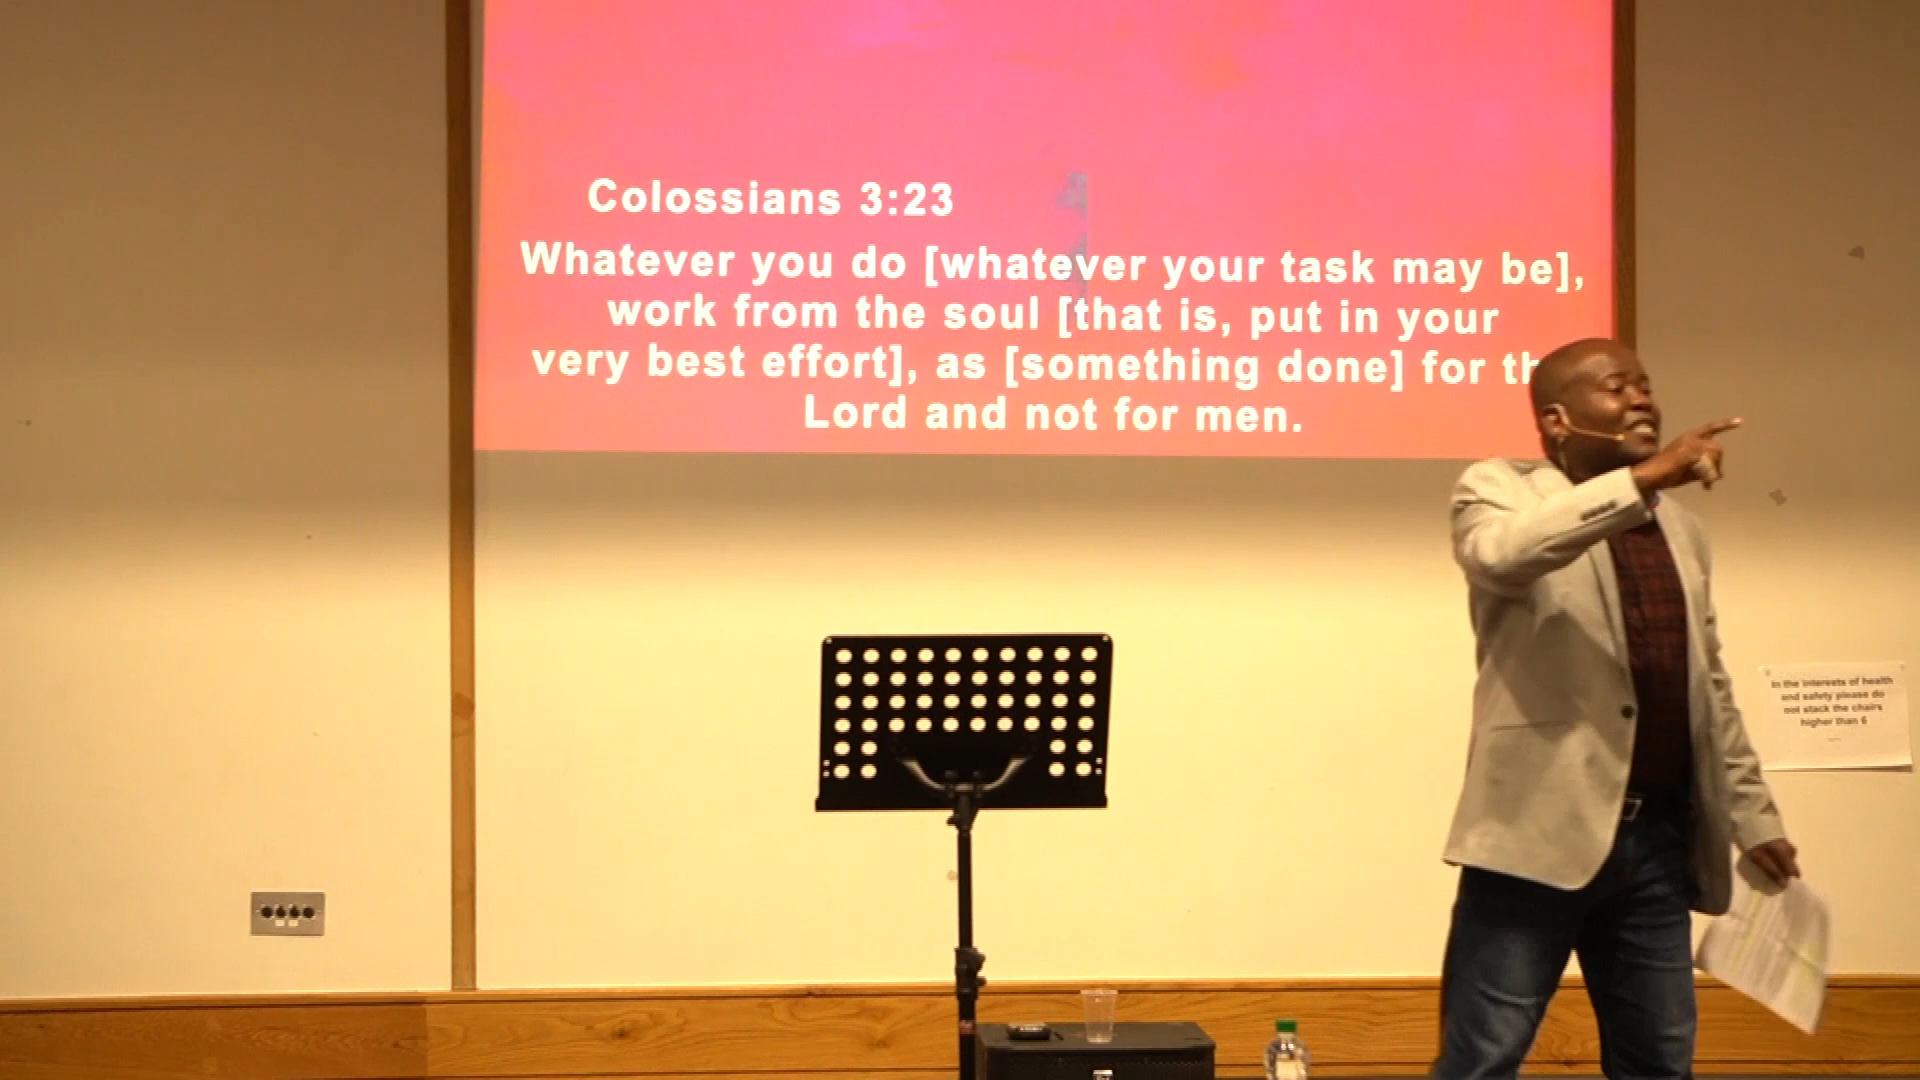 Colossians 3:23
Whatever you do [whatever your task may be],
work from the soul [that is, put in your
very best effort], as [something done] for th
Lord and not for men.
In the interests of health
and safety please do
not stack the chairs
higher than 6